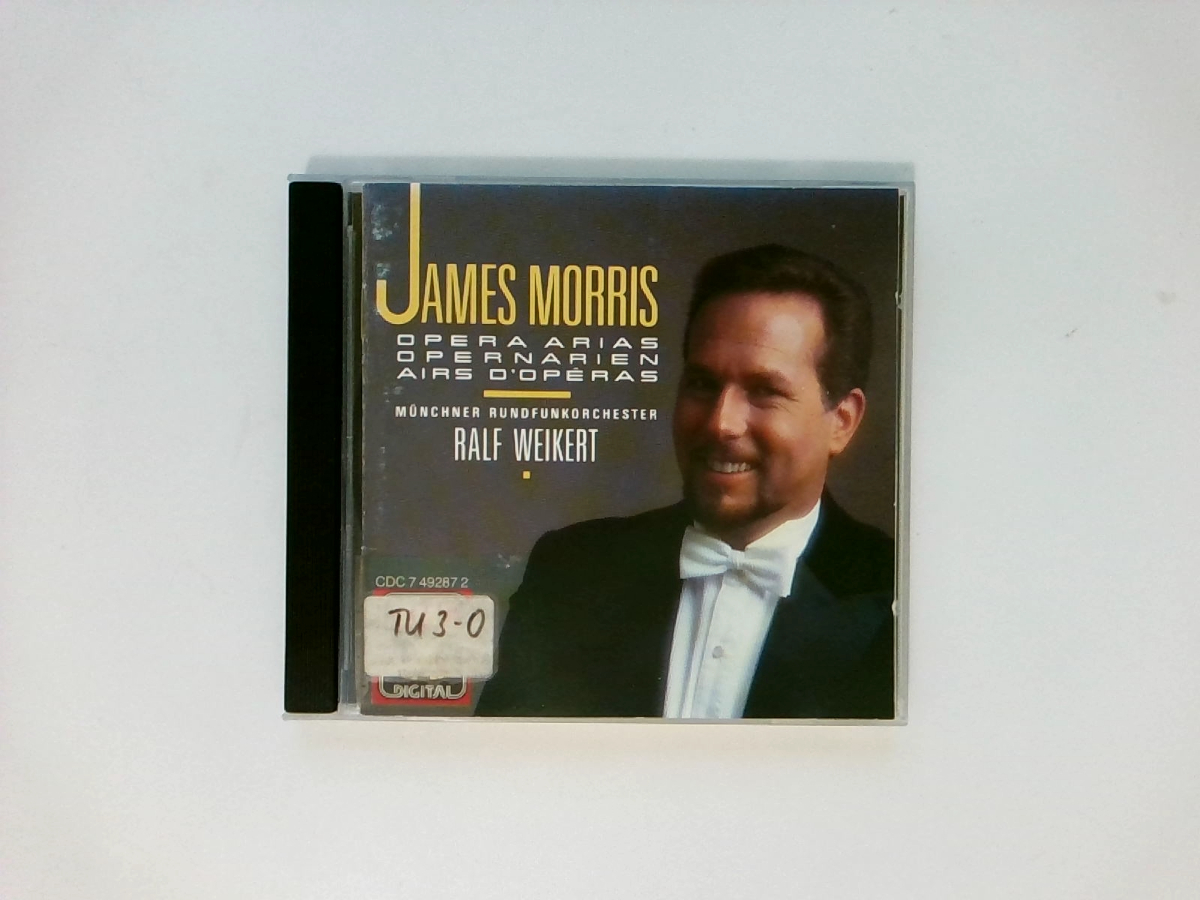 JAMES MORRIS
OPERA ARIAS
OPERNARIEN
AIRS D'OPÉRAS
MÜNCHNER RUNDFUNKORCHESTER
RALF WEIKERT
CDC 7 49287 2
TU 3-0
DIGITAL